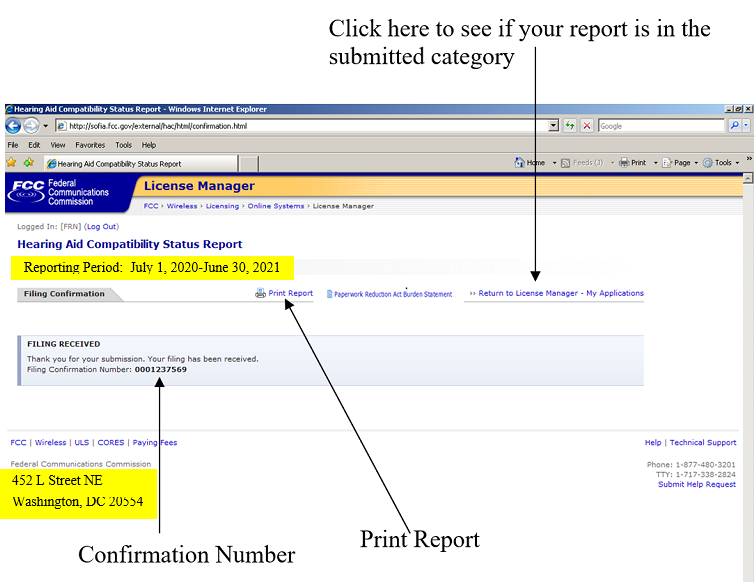 Click here to see if your report is in the
submitted category
Hearing Aid Compatibility Status Report - Windows Internet Explorer
http://sofia.fcc.gov/external/hac/html/confirmation.html
Google
File Edit View Favorites Tools Help
Hearing Aid Compatibility Status Report
Home Feeds (J) Print Page Tools »
FCC Federal
Communications
Commission
License Manager
FCC > Wireless > Licensing > Online Systems > License Manager
Logged In: [FRN] (Log Out)
Hearing Aid Compatibility Status Report
Reporting Period: July 1, 2020-June 30, 2021
Filing Confirmation
Print Report
Paperwork Reduction Act Burden Statement
>> Return to License Manager - My Applications
FILING RECEIVED
Thank you for your submission. Your filing has been received.
Filing Confirmation Number: 0001237569
FCC | Wireless | ULS | CORES | Paying Fees
Help | Technical Support
Federal Communications Commission
452 L Street NE
Washington, DC 20554
Phone: 1-877-480-3201
TTY: 1-717-338-2824
Submit Help Request
Confirmation Number
Print Report